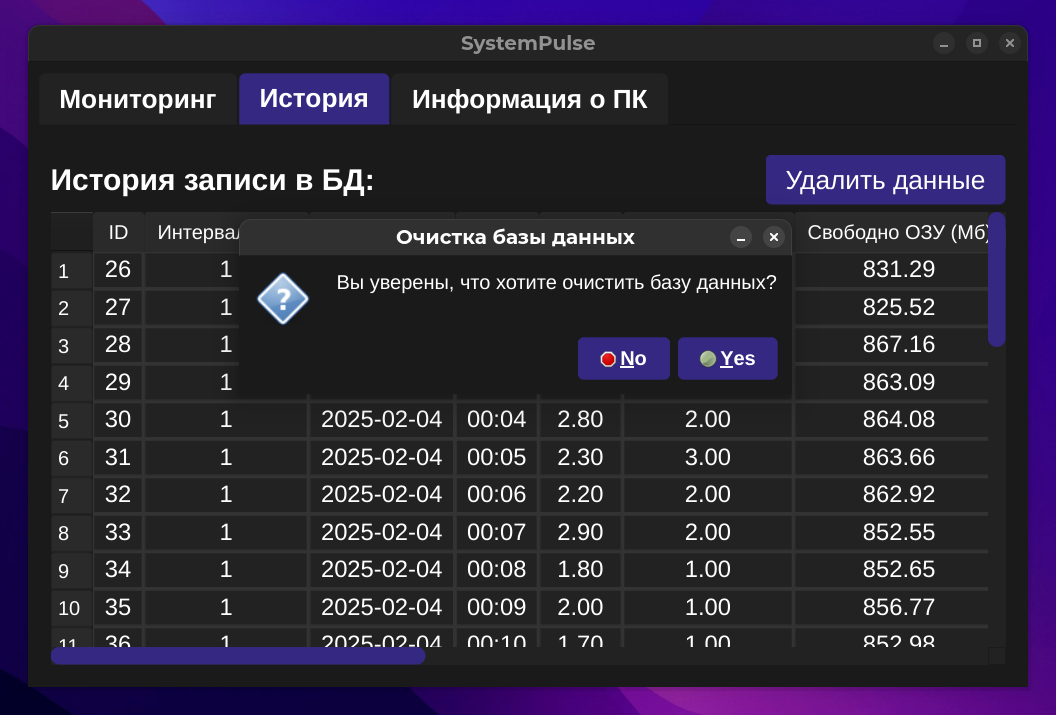 SystemPulse
Мониторинг История Информация о ПК
История записи в БД: Удалить данные
ID Интервал Свободно ОЗУ (Мб)
Очистка базы данных
Вы уверены, что хотите очистить базу данных?
No Yes
1 26 1 831.29
2 27 1 825.52
3 28 1 867.16
4 29 1 863.09
5 30 1 2025-02-04 00:04 2.80 2.00 864.08
6 31 1 2025-02-04 00:05 2.30 3.00 863.66
7 32 1 2025-02-04 00:06 2.20 2.00 862.92
8 33 1 2025-02-04 00:07 2.90 2.00 852.55
9 34 1 2025-02-04 00:08 1.80 1.00 852.65
10 35 1 2025-02-04 00:09 2.00 1.00 856.77
11 36 1 2025-02-04 00:10 1.70 1.00 852.98